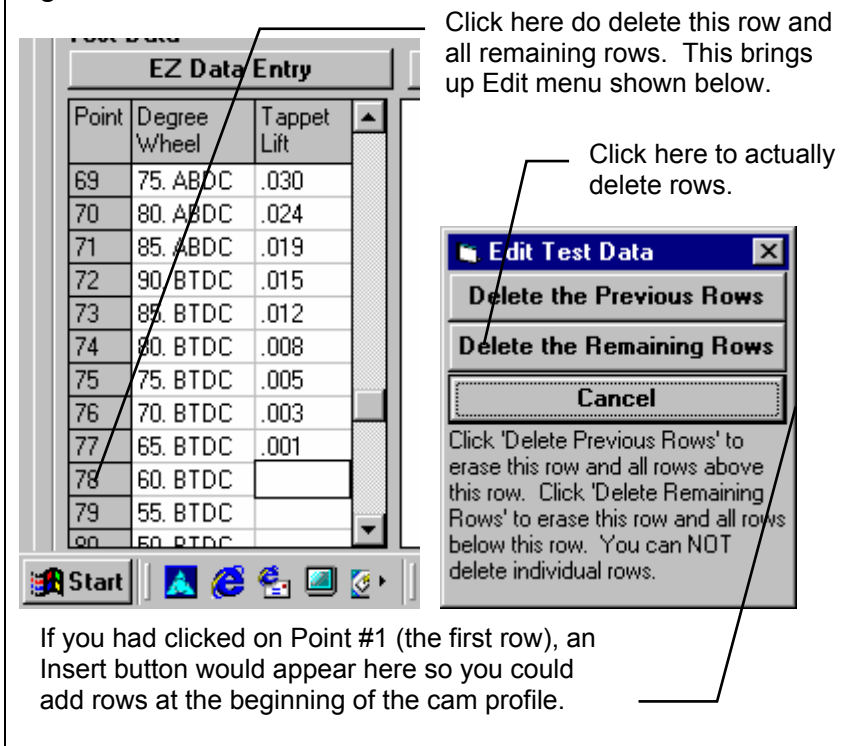 Click here do delete this row and
all remaining rows. This brings
up Edit menu shown below.
EZ Data Entry
Point Degree Wheel Tappet Lift
69 75. ABDC .030
70 80. ABDC .024
71 85. ABDC .019
72 90. BTDC .015
73 85. BTDC .012
74 80. BTDC .008
75 75. BTDC .005
76 70. BTDC .003
77 65. BTDC .001
78 60. BTDC
79 55. BTDC
80 50. BTDC
Start
Click here to actually
delete rows.
Edit Test Data
Delete the Previous Rows
Delete the Remaining Rows
Cancel
Click 'Delete Previous Rows' to
erase this row and all rows above
this row. Click 'Delete Remaining
Rows' to erase this row and all rows
below this row. You can NOT
delete individual rows.
If you had clicked on Point #1 (the first row), an
Insert button would appear here so you could
add rows at the beginning of the cam profile.